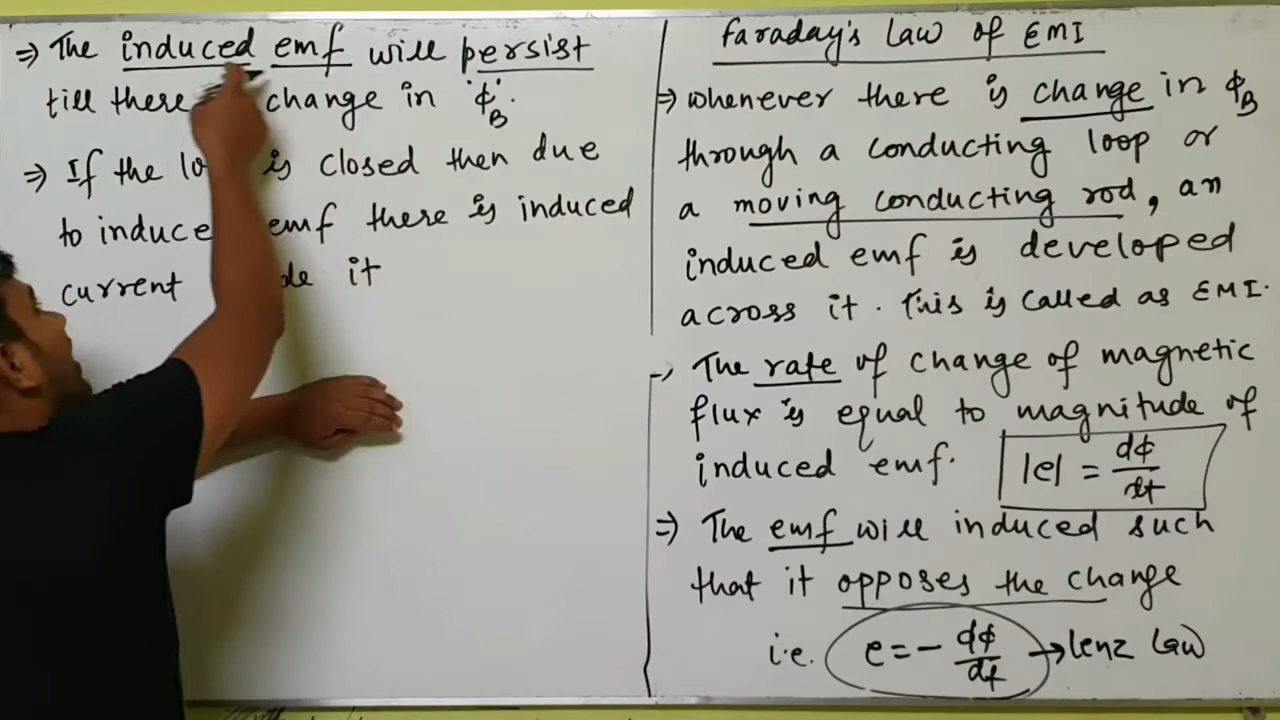 ⇒ The induced emf will persist
till there change in 'ϕ_B'.
⇒ If the lo is closed then due
to induce emf there is induced
current de it
Faraday's Law of EMI
⇒ whenever there is change in ϕ_B
through a conducting loop or
a moving conducting rod, an
induced emf is developed
across it. This is called as EMI.
→ The rate of change of magnetic
flux is equal to magnitude of
induced emf. |e| = dϕ/dt
⇒ The emf will induced such
that it opposes the change
i.e. e = - dϕ/dt → lenz law